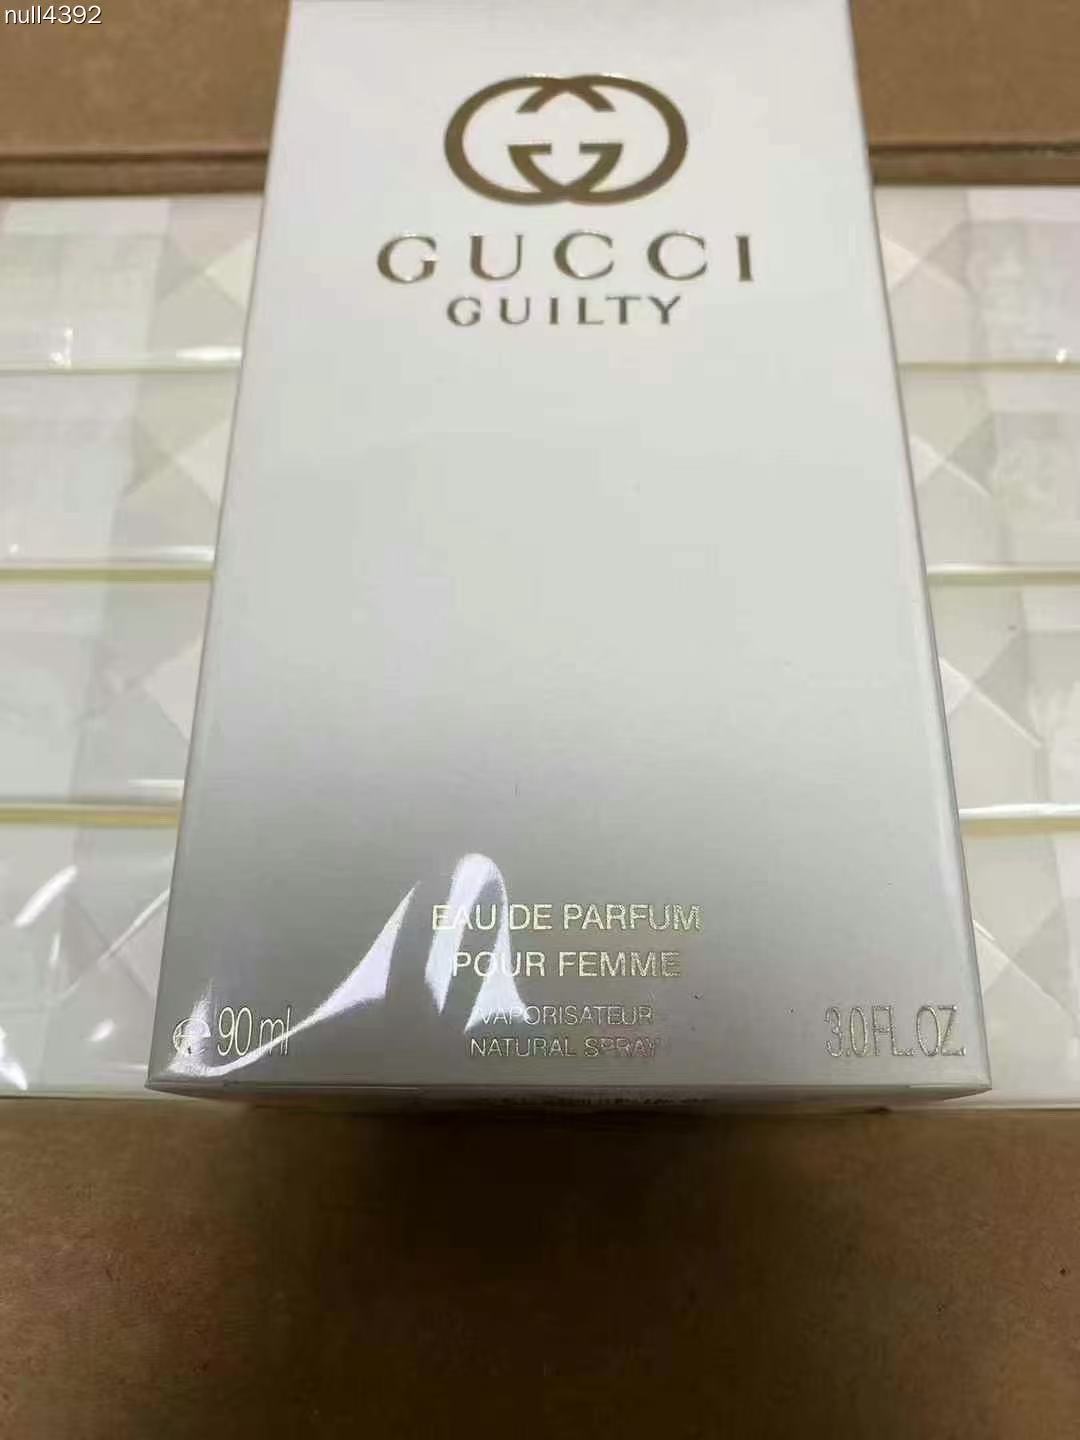 null4392
GUCCI
GUILTY
EAU DE PARFUM
POUR FEMME
VAPORISATEUR
e 90 ml
NATURAL SPRAY
3.0 FL. OZ.